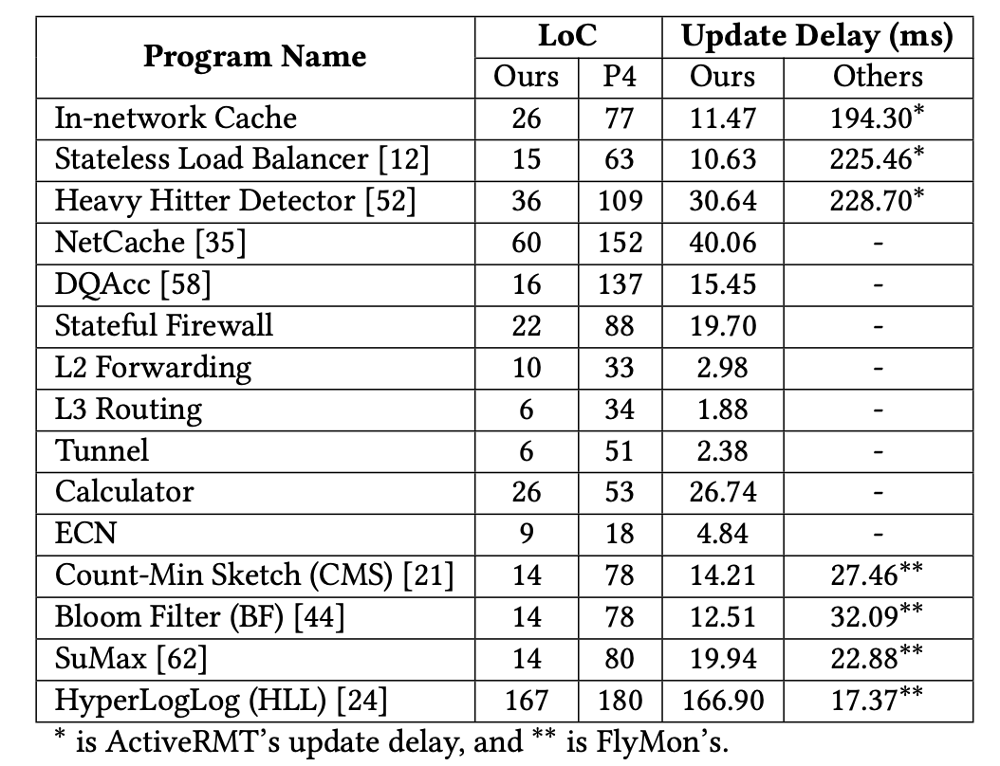 Program Name LoC Update Delay (ms)
Ours P4 Ours Others
In-network Cache 26 77 11.47 194.30*
Stateless Load Balancer [12] 15 63 10.63 225.46*
Heavy Hitter Detector [52] 36 109 30.64 228.70*
NetCache [35] 60 152 40.06 -
DQAcc [58] 16 137 15.45 -
Stateful Firewall 22 88 19.70 -
L2 Forwarding 10 33 2.98 -
L3 Routing 6 34 1.88 -
Tunnel 6 51 2.38 -
Calculator 26 53 26.74 -
ECN 9 18 4.84 -
Count-Min Sketch (CMS) [21] 14 78 14.21 27.46**
Bloom Filter (BF) [44] 14 78 12.51 32.09**
SuMax [62] 14 80 19.94 22.88**
HyperLogLog (HLL) [24] 167 180 166.90 17.37**
* is ActiveRMT's update delay, and ** is FlyMon's.